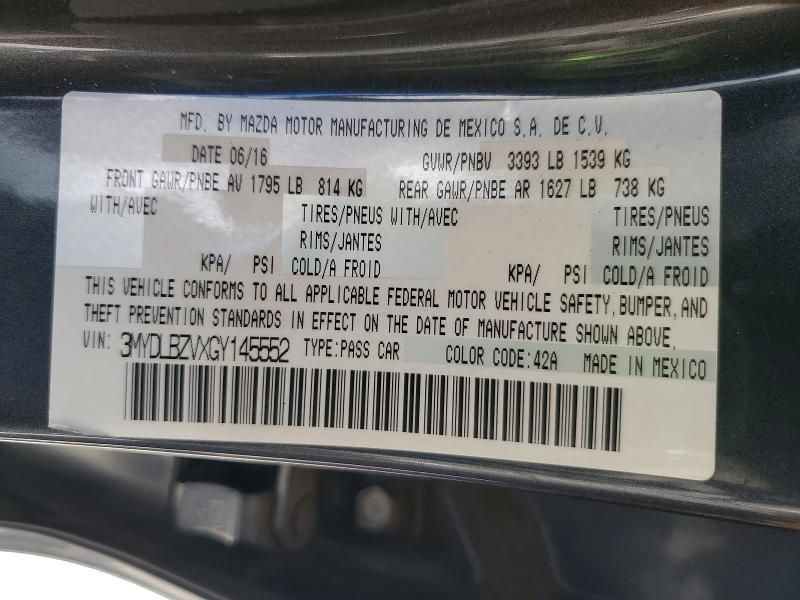 MFD. BY MAZDA MOTOR MANUFACTURING DE MEXICO S.A. DE C.V.
DATE 06/16 GVWR/PNBV 3393 LB 1539 KG
FRONT GAWR/PNBE AV 1795 LB 814 KG REAR GAWR/PNBE AR 1627 LB 738 KG
WITH/AVEC TIRES/PNEUS WITH/AVEC TIRES/PNEUS
RIMS/JANTES RIMS/JANTES
KPA/ PSI COLD/A FROID KPA/ PSI COLD/A FROID
THIS VEHICLE CONFORMS TO ALL APPLICABLE FEDERAL MOTOR VEHICLE SAFETY, BUMPER, AND
THEFT PREVENTION STANDARDS IN EFFECT ON THE DATE OF MANUFACTURE SHOWN ABOVE.
VIN: 3MYDLBZVXGY145552 TYPE:PASS CAR COLOR CODE:42A MADE IN MEXICO